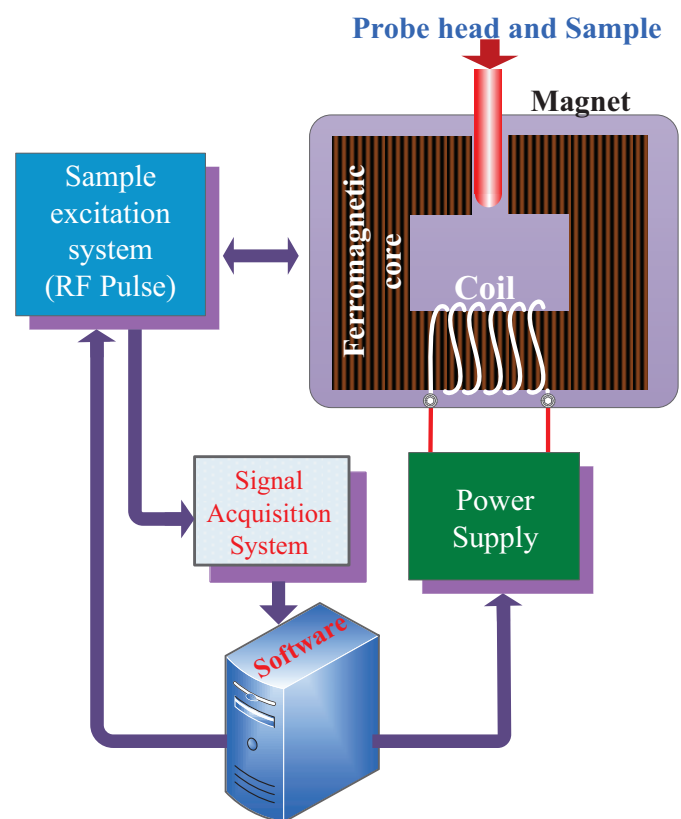 Probe head and Sample
Magnet
Sample
excitation
system
(RF Pulse)
Ferromagnetic
core
Coil
Signal
Acquisition
System
Power
Supply
Software